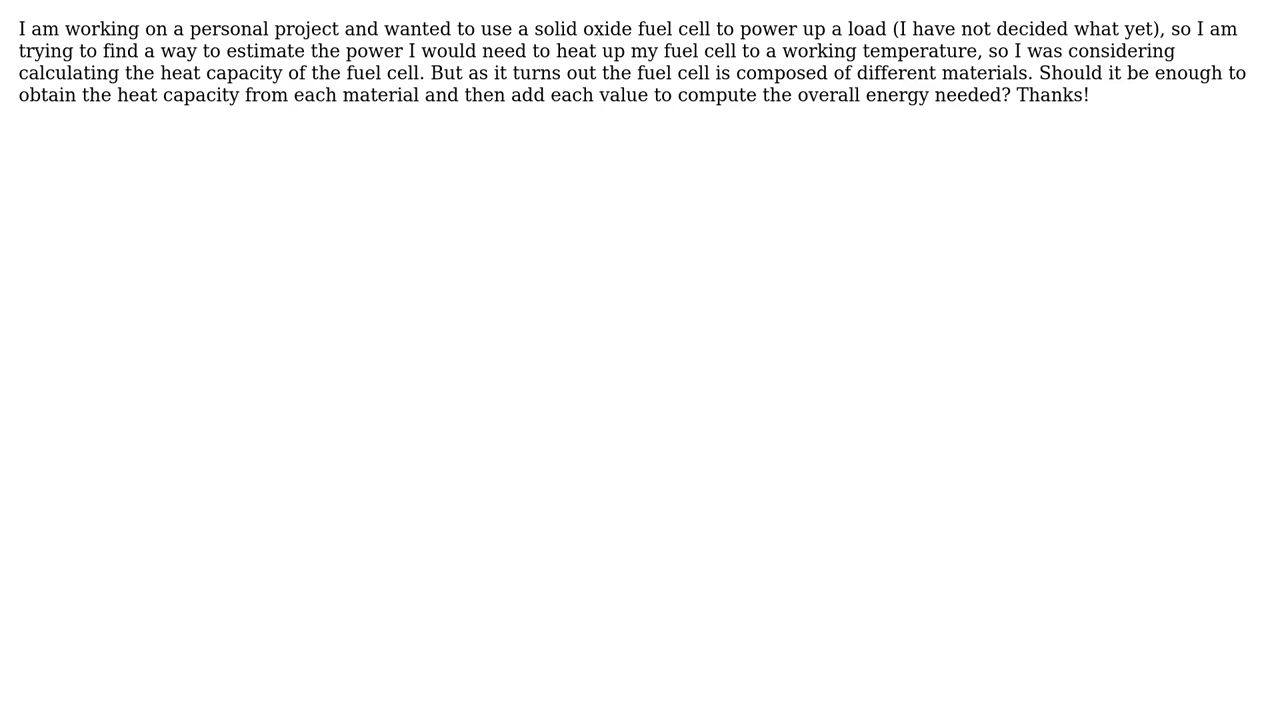 I am working on a personal project and wanted to use a solid oxide fuel cell to power up a load (I have not decided what yet), so I am
trying to find a way to estimate the power I would need to heat up my fuel cell to a working temperature, so I was considering
calculating the heat capacity of the fuel cell. But as it turns out the fuel cell is composed of different materials. Should it be enough to
obtain the heat capacity from each material and then add each value to compute the overall energy needed? Thanks!